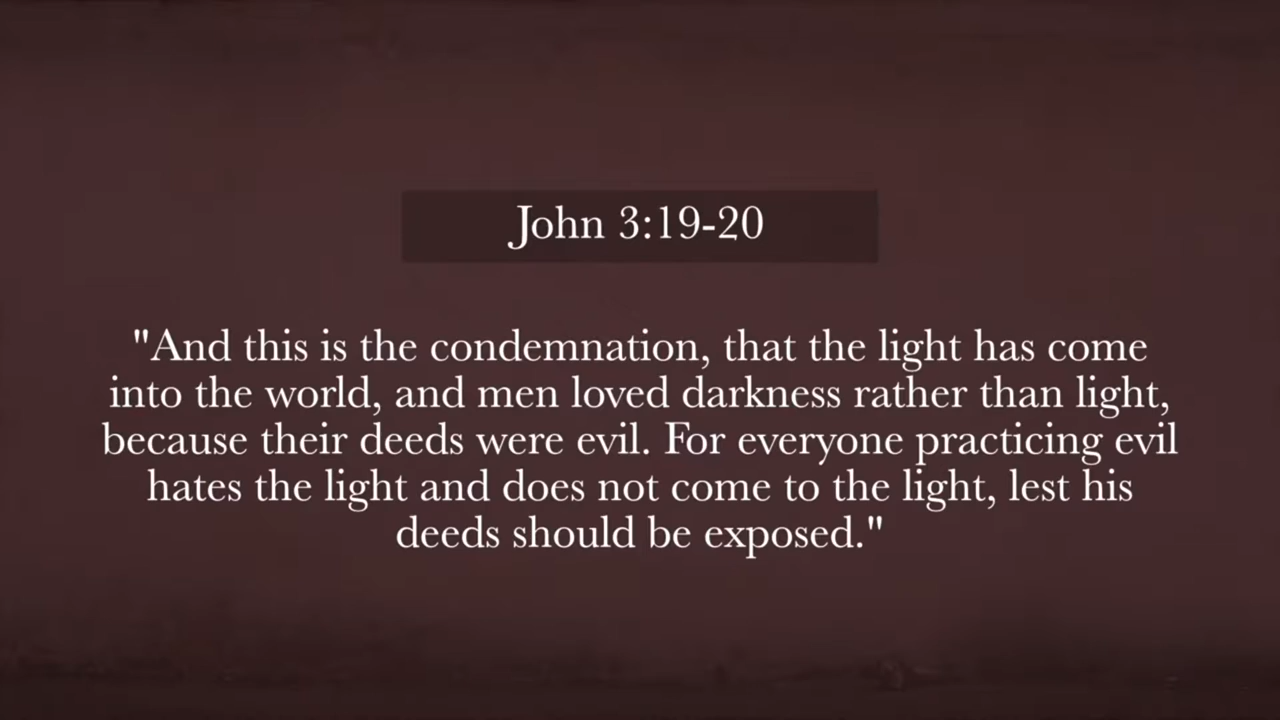 John 3:19-20
"And this is the condemnation, that the light has come
into the world, and men loved darkness rather than light,
because their deeds were evil. For everyone practicing evil
hates the light and does not come to the light, lest his
deeds should be exposed."